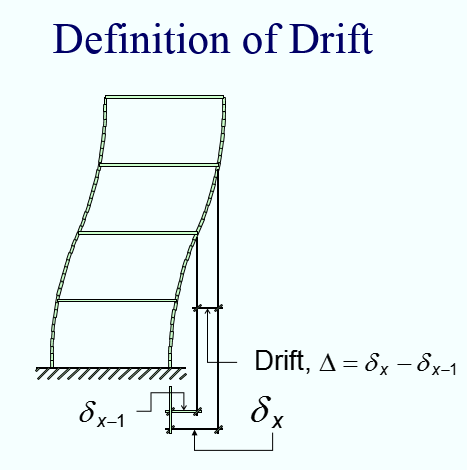 Definition of Drift
Drift, Δ = δₓ − δₓ₋₁
δₓ₋₁
δₓ